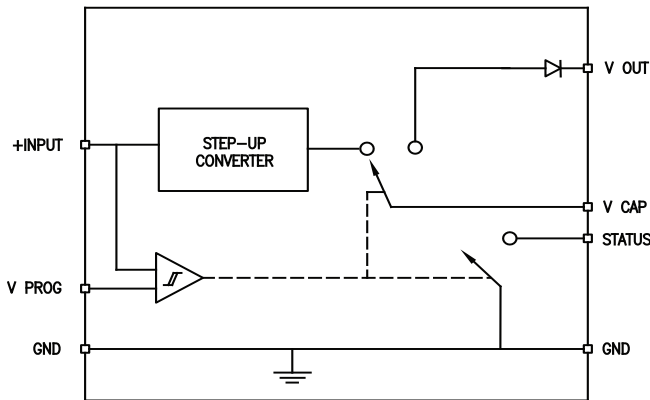 V OUT
+INPUT
STEP-UP
CONVERTER
V CAP
STATUS
V PROG
GND
GND